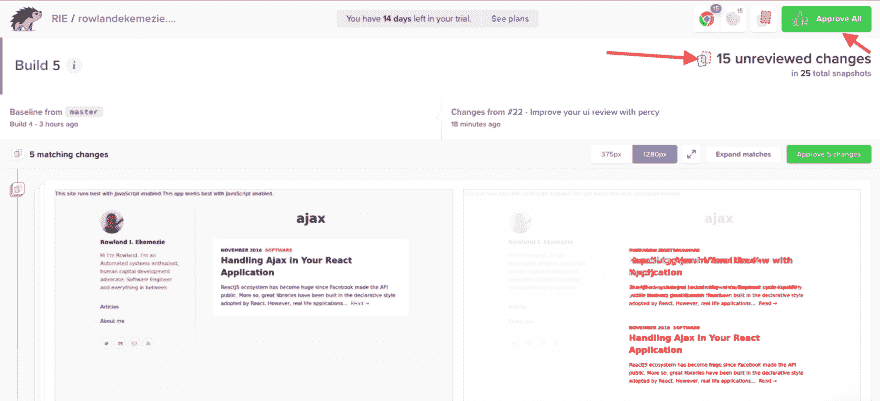 RIE / rowlandekemezie....
You have 14 days left in your trial. See plans
15
15
Approve All
Build 5
15 unreviewed changes
in 25 total snapshots
Baseline from master
Build 4 - 3 hours ago
Changes from #22 · Improve your ui review with percy
18 minutes ago
5 matching changes
375px
1280px
Expand matches
Approve 5 changes
This site runs best with JavaScript enabled.This app works best with JavaScript enabled.
ajax
Rowland I. Ekemezie
Hi I'm Rowland. I'm an
Automated systems enthusiast,
human capital development
advocate, Software Engineer
and everything in between
Articles
About me
NOVEMBER 2016 SOFTWARE
Handling Ajax in Your React
Application
ReactJS ecosystem has become huge since Facebook made the API
public. More so, great libraries have been built in the declarative style
adopted by React. However, real life applications... Read →
ajax
Rowland I. Ekemezie
with
Application
NOVEMBER 2016 SOFTWARE
Handling Ajax in Your React
Application
ReactJS ecosystem has become huge since Facebook made the API
public. More so, great libraries have been built in the declarative style
adopted by React. However, real life applications... Read →